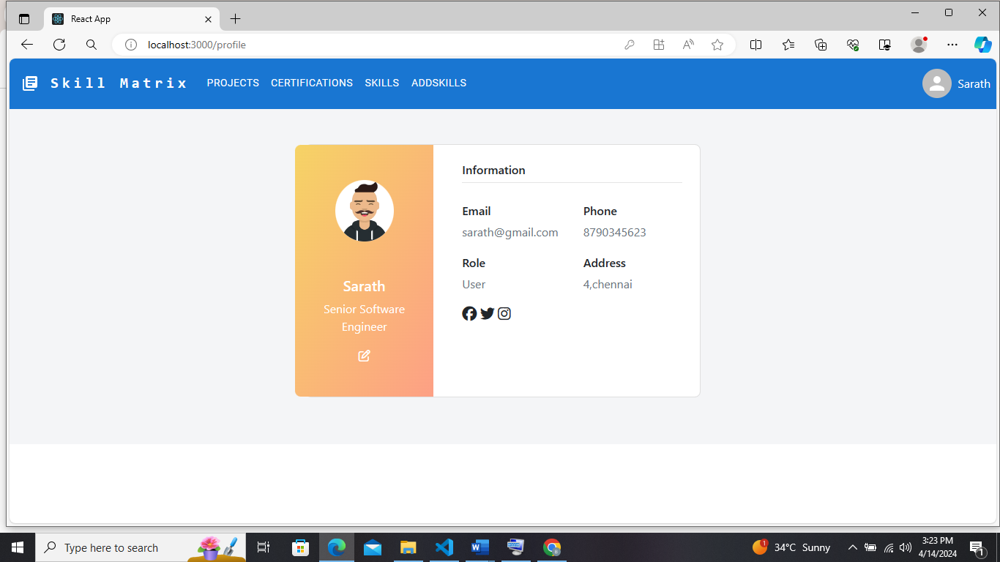 React App
localhost:3000/profile
Skill Matrix PROJECTS CERTIFICATIONS SKILLS ADDSKILLS Sarath
Information
Email Phone
sarath@gmail.com 8790345623
Role Address
User 4,chennai
Sarath
Senior Software
Engineer
Type here to search
1 34°C Sunny
3:23 PM
4/14/2024
1